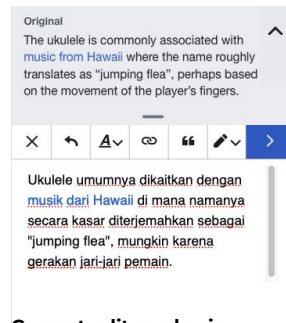 Original
The ukulele is commonly associated with
music from Hawaii where the name roughly
translates as “jumping flea”, perhaps based
on the movement of the player’s fingers.
Ukulele umumnya dikaitkan dengan
musik dari Hawaii di mana namanya
secara kasar diterjemahkan sebagai
"jumping flea", mungkin karena
gerakan jari-jari pemain.